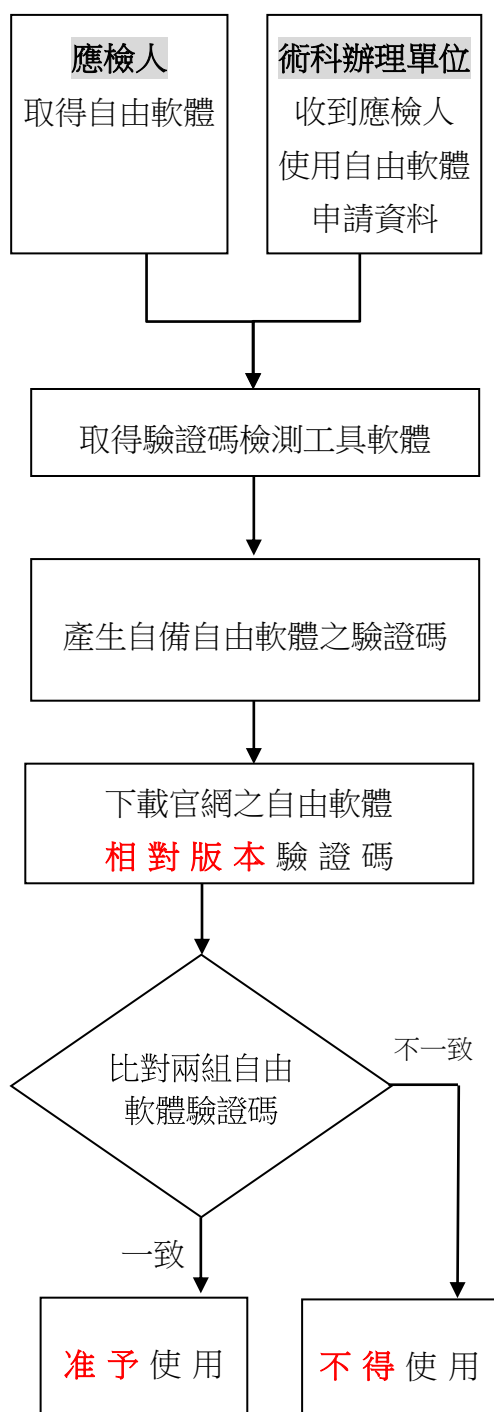 應檢人
取得自由軟體
術科辦理單位
收到應檢人
使用自由軟體
申請資料
取得驗證碼檢測工具軟體
產生自備自由軟體之驗證碼
下載官網之自由軟體
相對版本驗證碼
比對兩組自由
軟體驗證碼
不一致
一致
准予使用
不得使用